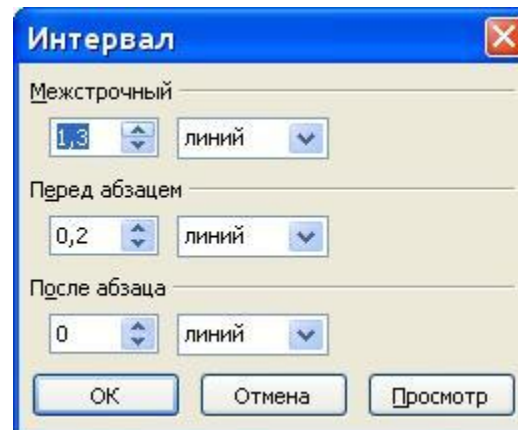 Интервал
Межстрочный
1,3 линий
Перед абзацем
0,2 линий
После абзаца
0 линий
ОК Отмена Просмотр